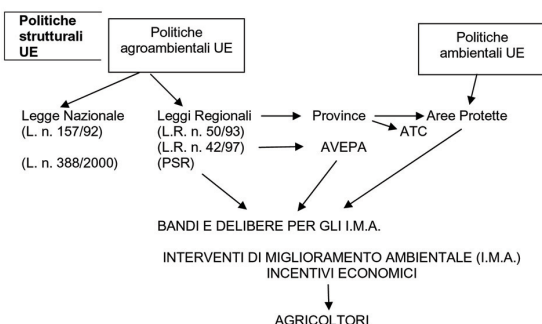 Politiche
strutturali
UE
Politiche
agroambientali UE
Politiche
ambientali UE
Legge Nazionale
(L. n. 157/92)
(L. n. 388/2000)
Leggi Regionali
(L.R. n. 50/93)
(L.R. n. 42/97)
(PSR)
Province
Aree Protette
ATC
AVEPA
BANDI E DELIBERE PER GLI I.M.A.
INTERVENTI DI MIGLIORAMENTO AMBIENTALE (I.M.A.)
INCENTIVI ECONOMICI
AGRICOLTORI